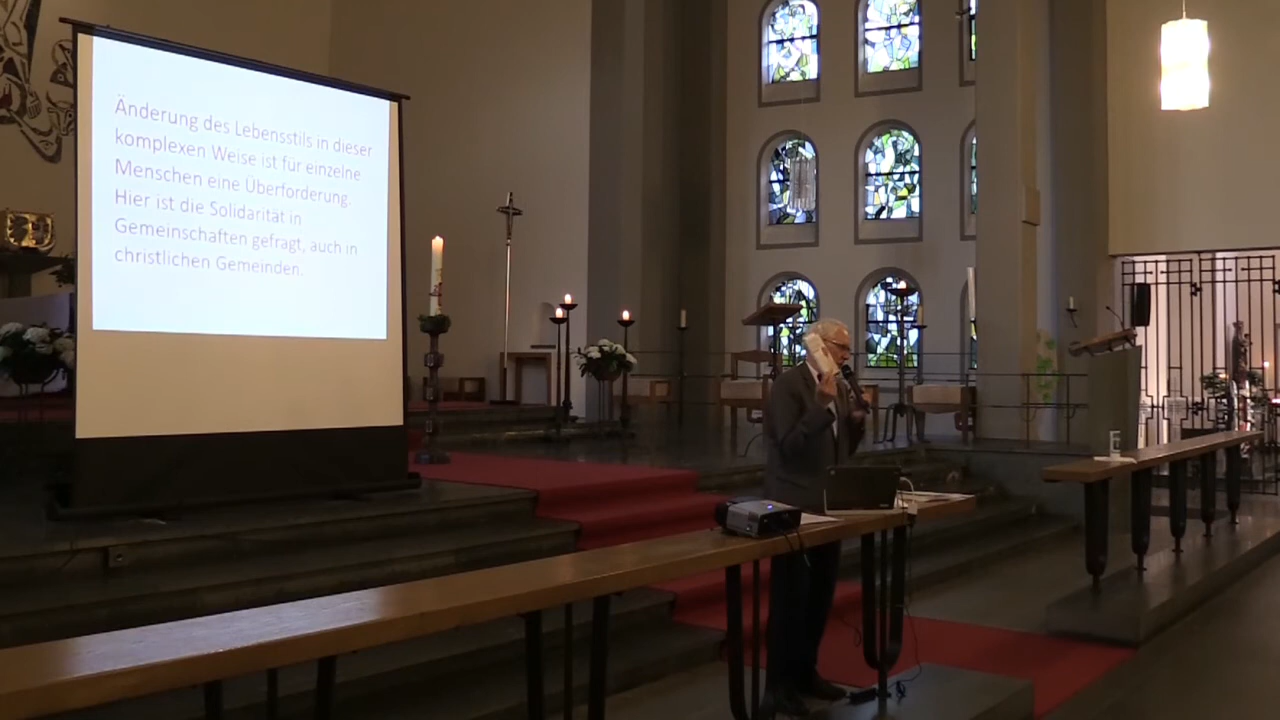 Änderung des Lebensstils in dieser
komplexen Weise ist für einzelne
Menschen eine Überforderung.
Hier ist die Solidarität in
Gemeinschaften gefragt, auch in
christlichen Gemeinden.